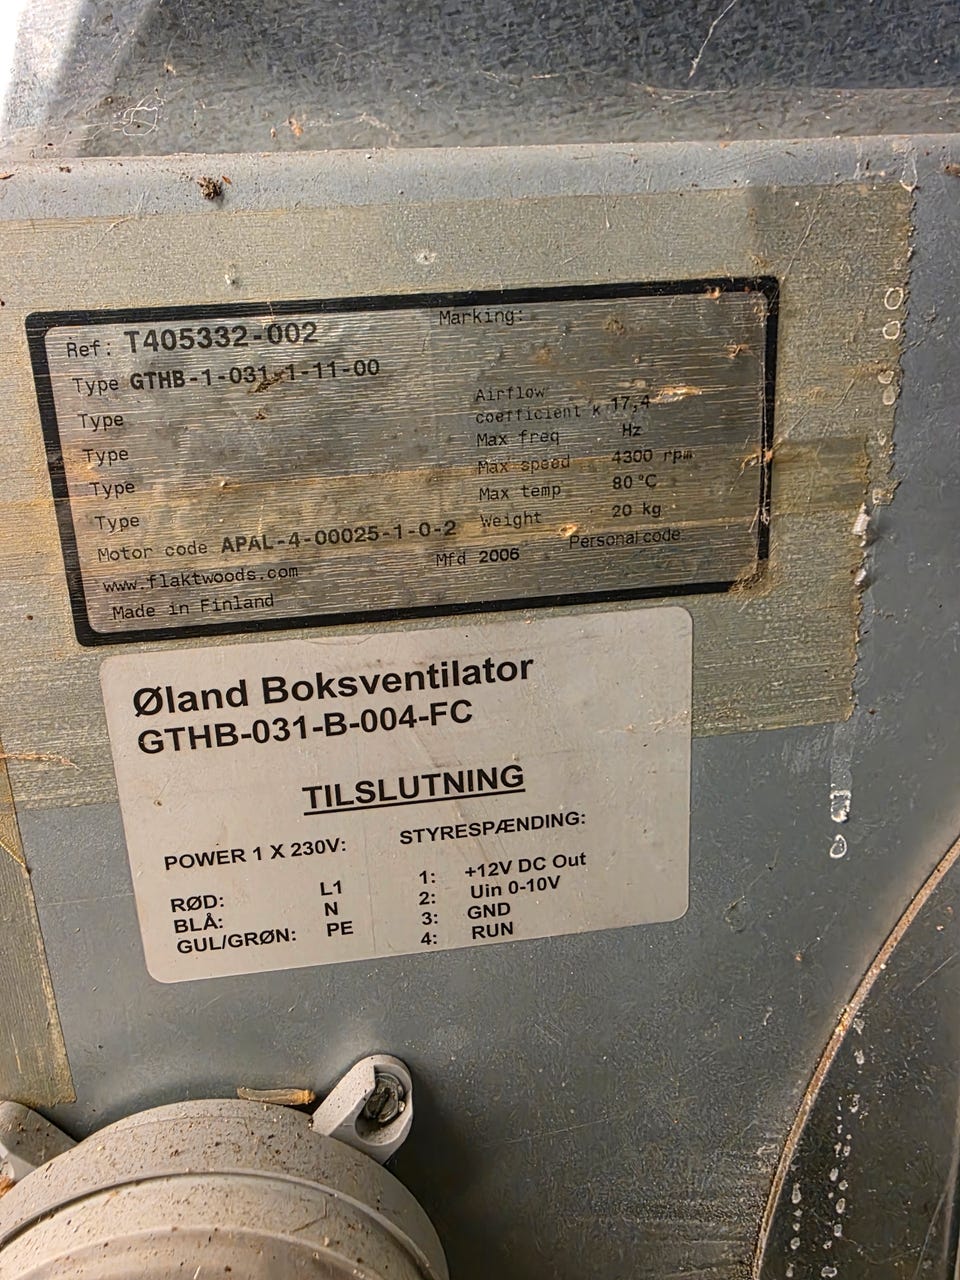 Ref: T405332-002
Marking:
Type GTHB-1-031-1-11-00
Type
Type
Type
Type
Motor code APAL-4-00025-1-0-2
www.flaktwoods.com
Made in Finland
Airflow
coefficient k 17,4
Max freq Hz
Max speed 4300 rpm
Max temp 80 °C
Weight 20 kg
Mfd 2006
Personal code
Øland Boksventilator
GTHB-031-B-004-FC
TILSLUTNING
POWER 1 X 230V:
RØD: L1
BLÅ: N
GUL/GRØN: PE
STYRESPÆNDING:
1: +12V DC Out
2: Uin 0-10V
3: GND
4: RUN